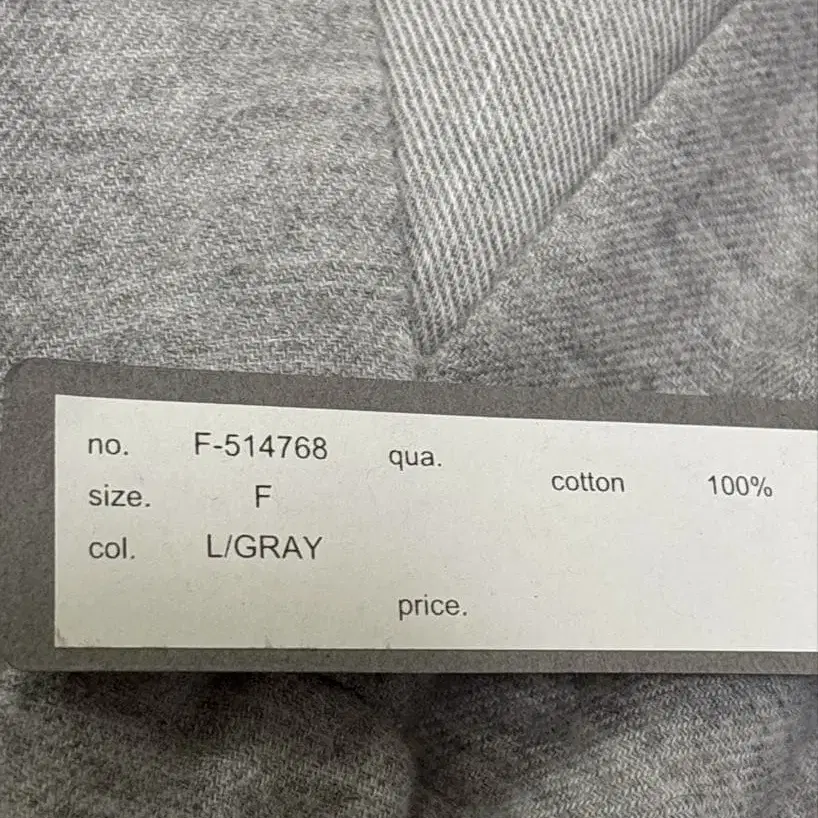 no. F-514768 qua.
cotton 100%
size. F
col. L/GRAY
price.